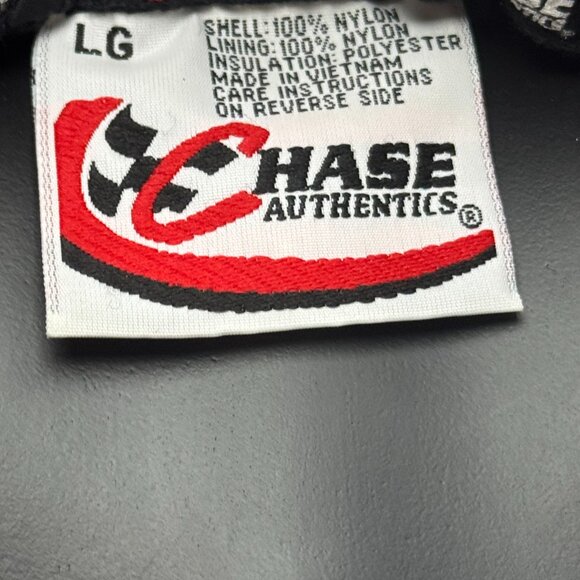 LG
SHELL:100% NYLON
LINING:100% NYLON
INSULATION:POLYESTER
MADE IN VIETNAM
CARE INSTRUCTIONS
ON REVERSE SIDE
CHASE
AUTHENTICS®